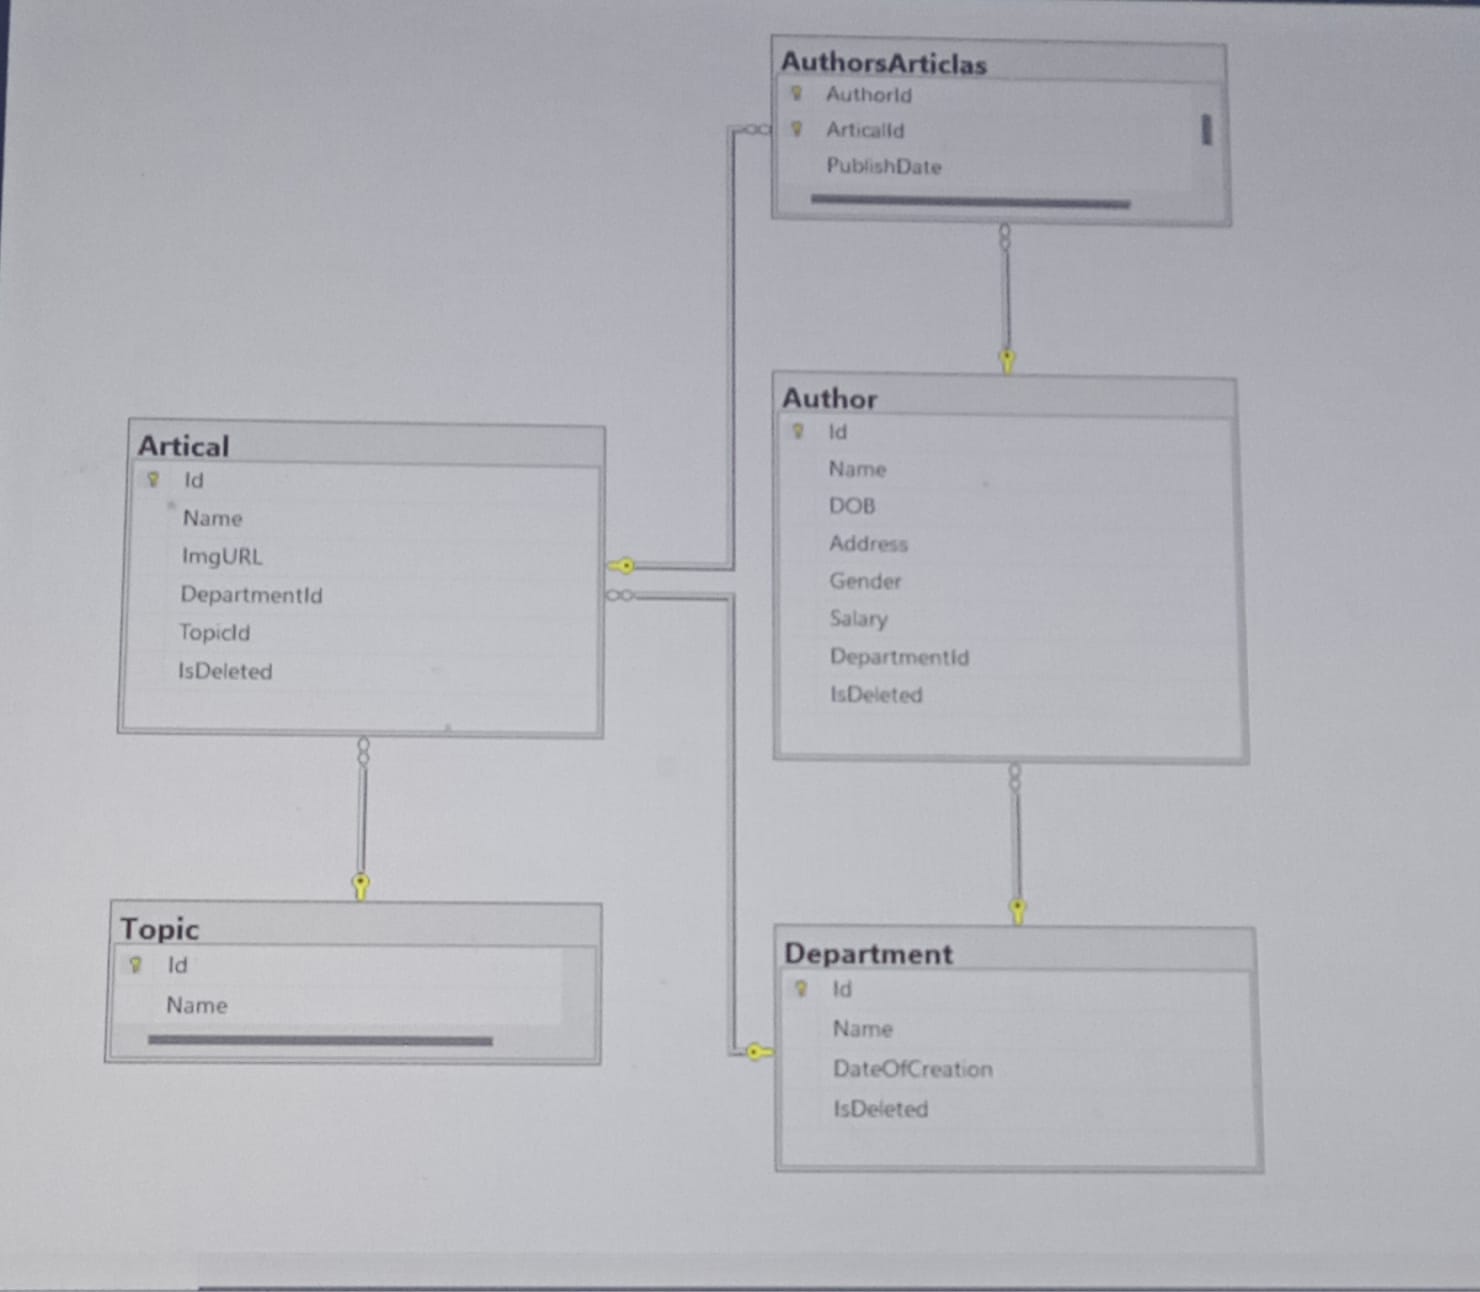 AuthorsArticlas
AuthorId
ArticalId
PublishDate
Author
Id
Name
DOB
Address
Gender
Salary
DepartmentId
IsDeleted
Artical
Id
Name
ImgURL
DepartmentId
TopicId
IsDeleted
Topic
Id
Name
Department
Id
Name
DateOfCreation
IsDeleted